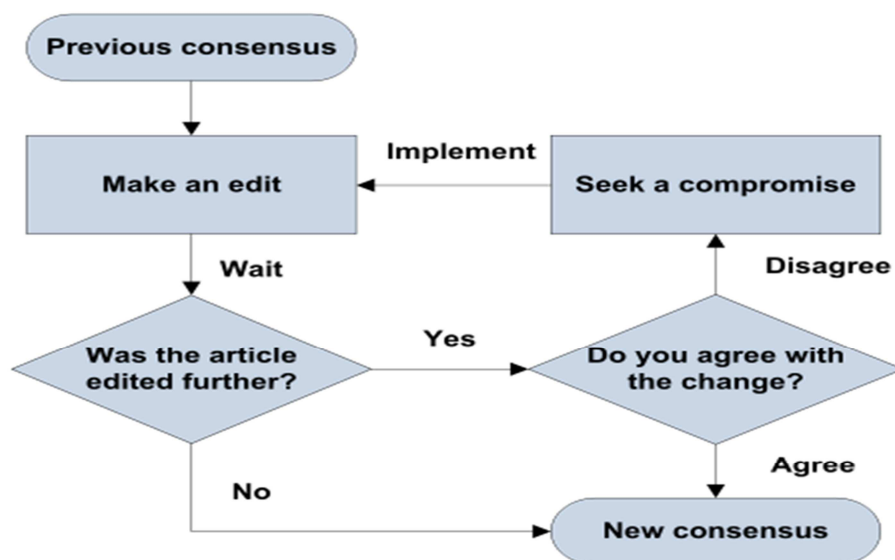 Previous consensus
Make an edit
Implement
Seek a compromise
Wait
Disagree
Was the article
edited further?
Yes
Do you agree with
the change?
No
Agree
New consensus